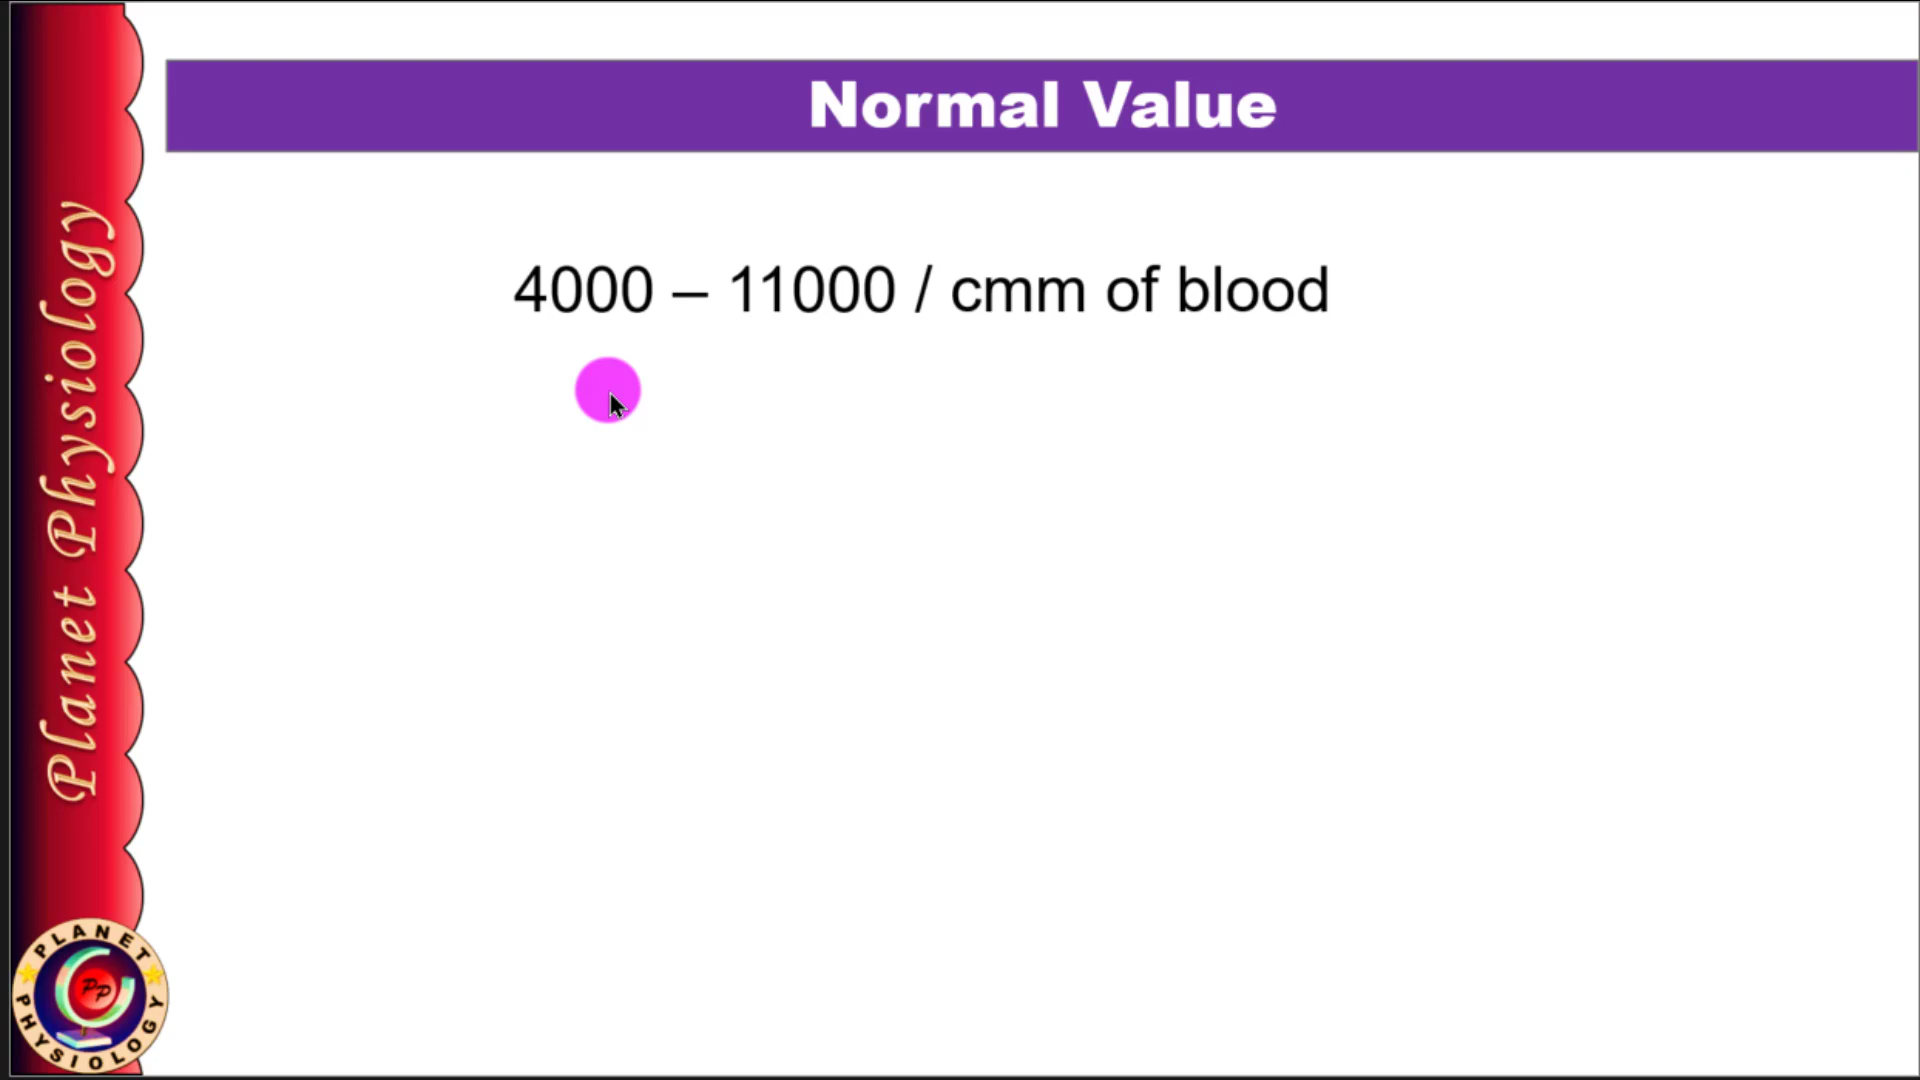 Normal Value
4000 – 11000 / cmm of blood
Planet Physiology
PLANET
PP
PHYSIOLOGY